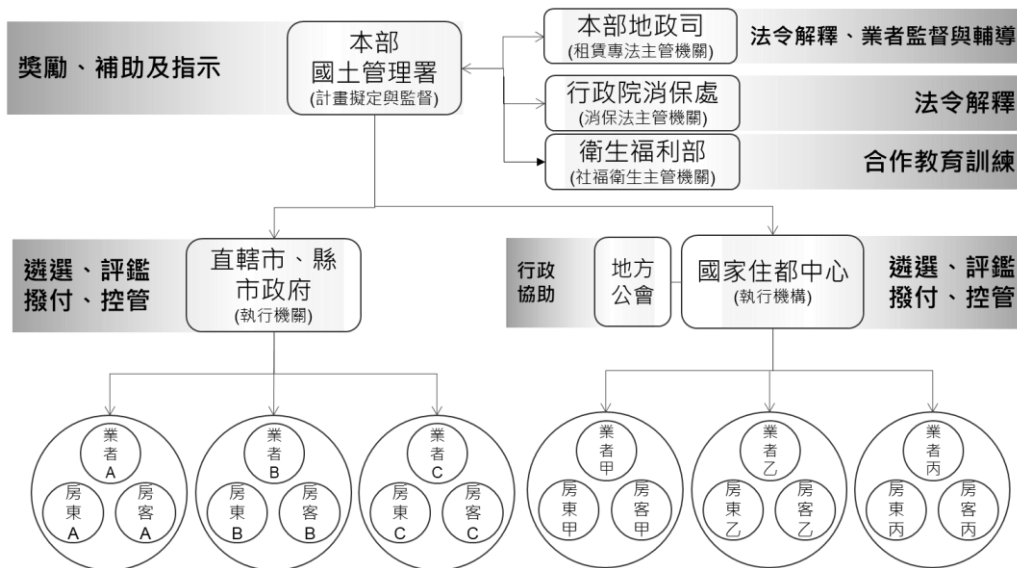 獎勵、補助及指示
本部
國土管理署
(計畫擬定與監督)
本部地政司
(租賃專法主管機關)
法令解釋、業者監督與輔導
行政院消保處
(消保法主管機關)
法令解釋
衛生福利部
(社福衛生主管機關)
合作教育訓練
遴選、評鑑
撥付、控管
直轄市、縣
市政府
(執行機關)
行政
協助
地方
公會
國家住都中心
(執行機構)
遴選、評鑑
撥付、控管
業者A
房東A
房客A
業者B
房東B
房客B
業者C
房東C
房客C
業者甲
房東甲
房客甲
業者乙
房東乙
房客乙
業者丙
房東丙
房客丙